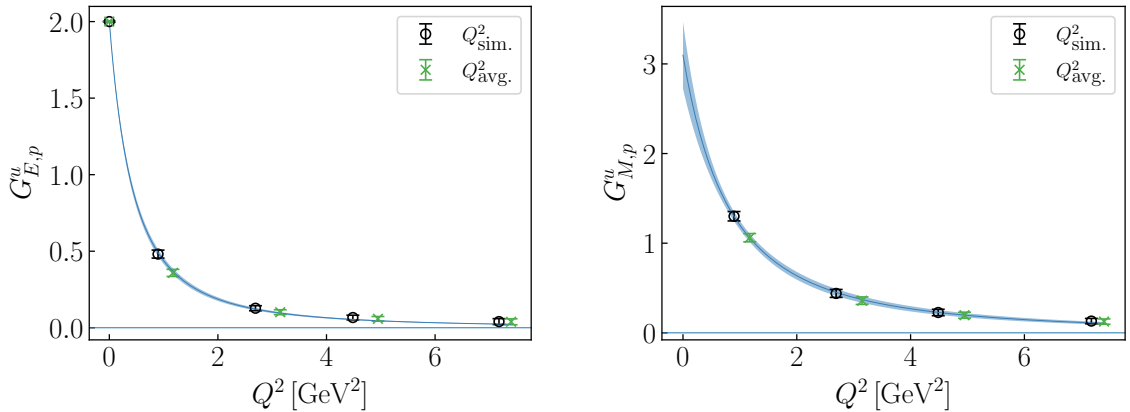 2.0
1.5
1.0
0.5
0.0
G^u_{E,p}
0
2
4
6
Q^2 [GeV^2]
Q^2_{sim.}
Q^2_{avg.}
3
2
1
0
G^u_{M,p}
0
2
4
6
Q^2 [GeV^2]
Q^2_{sim.}
Q^2_{avg.}